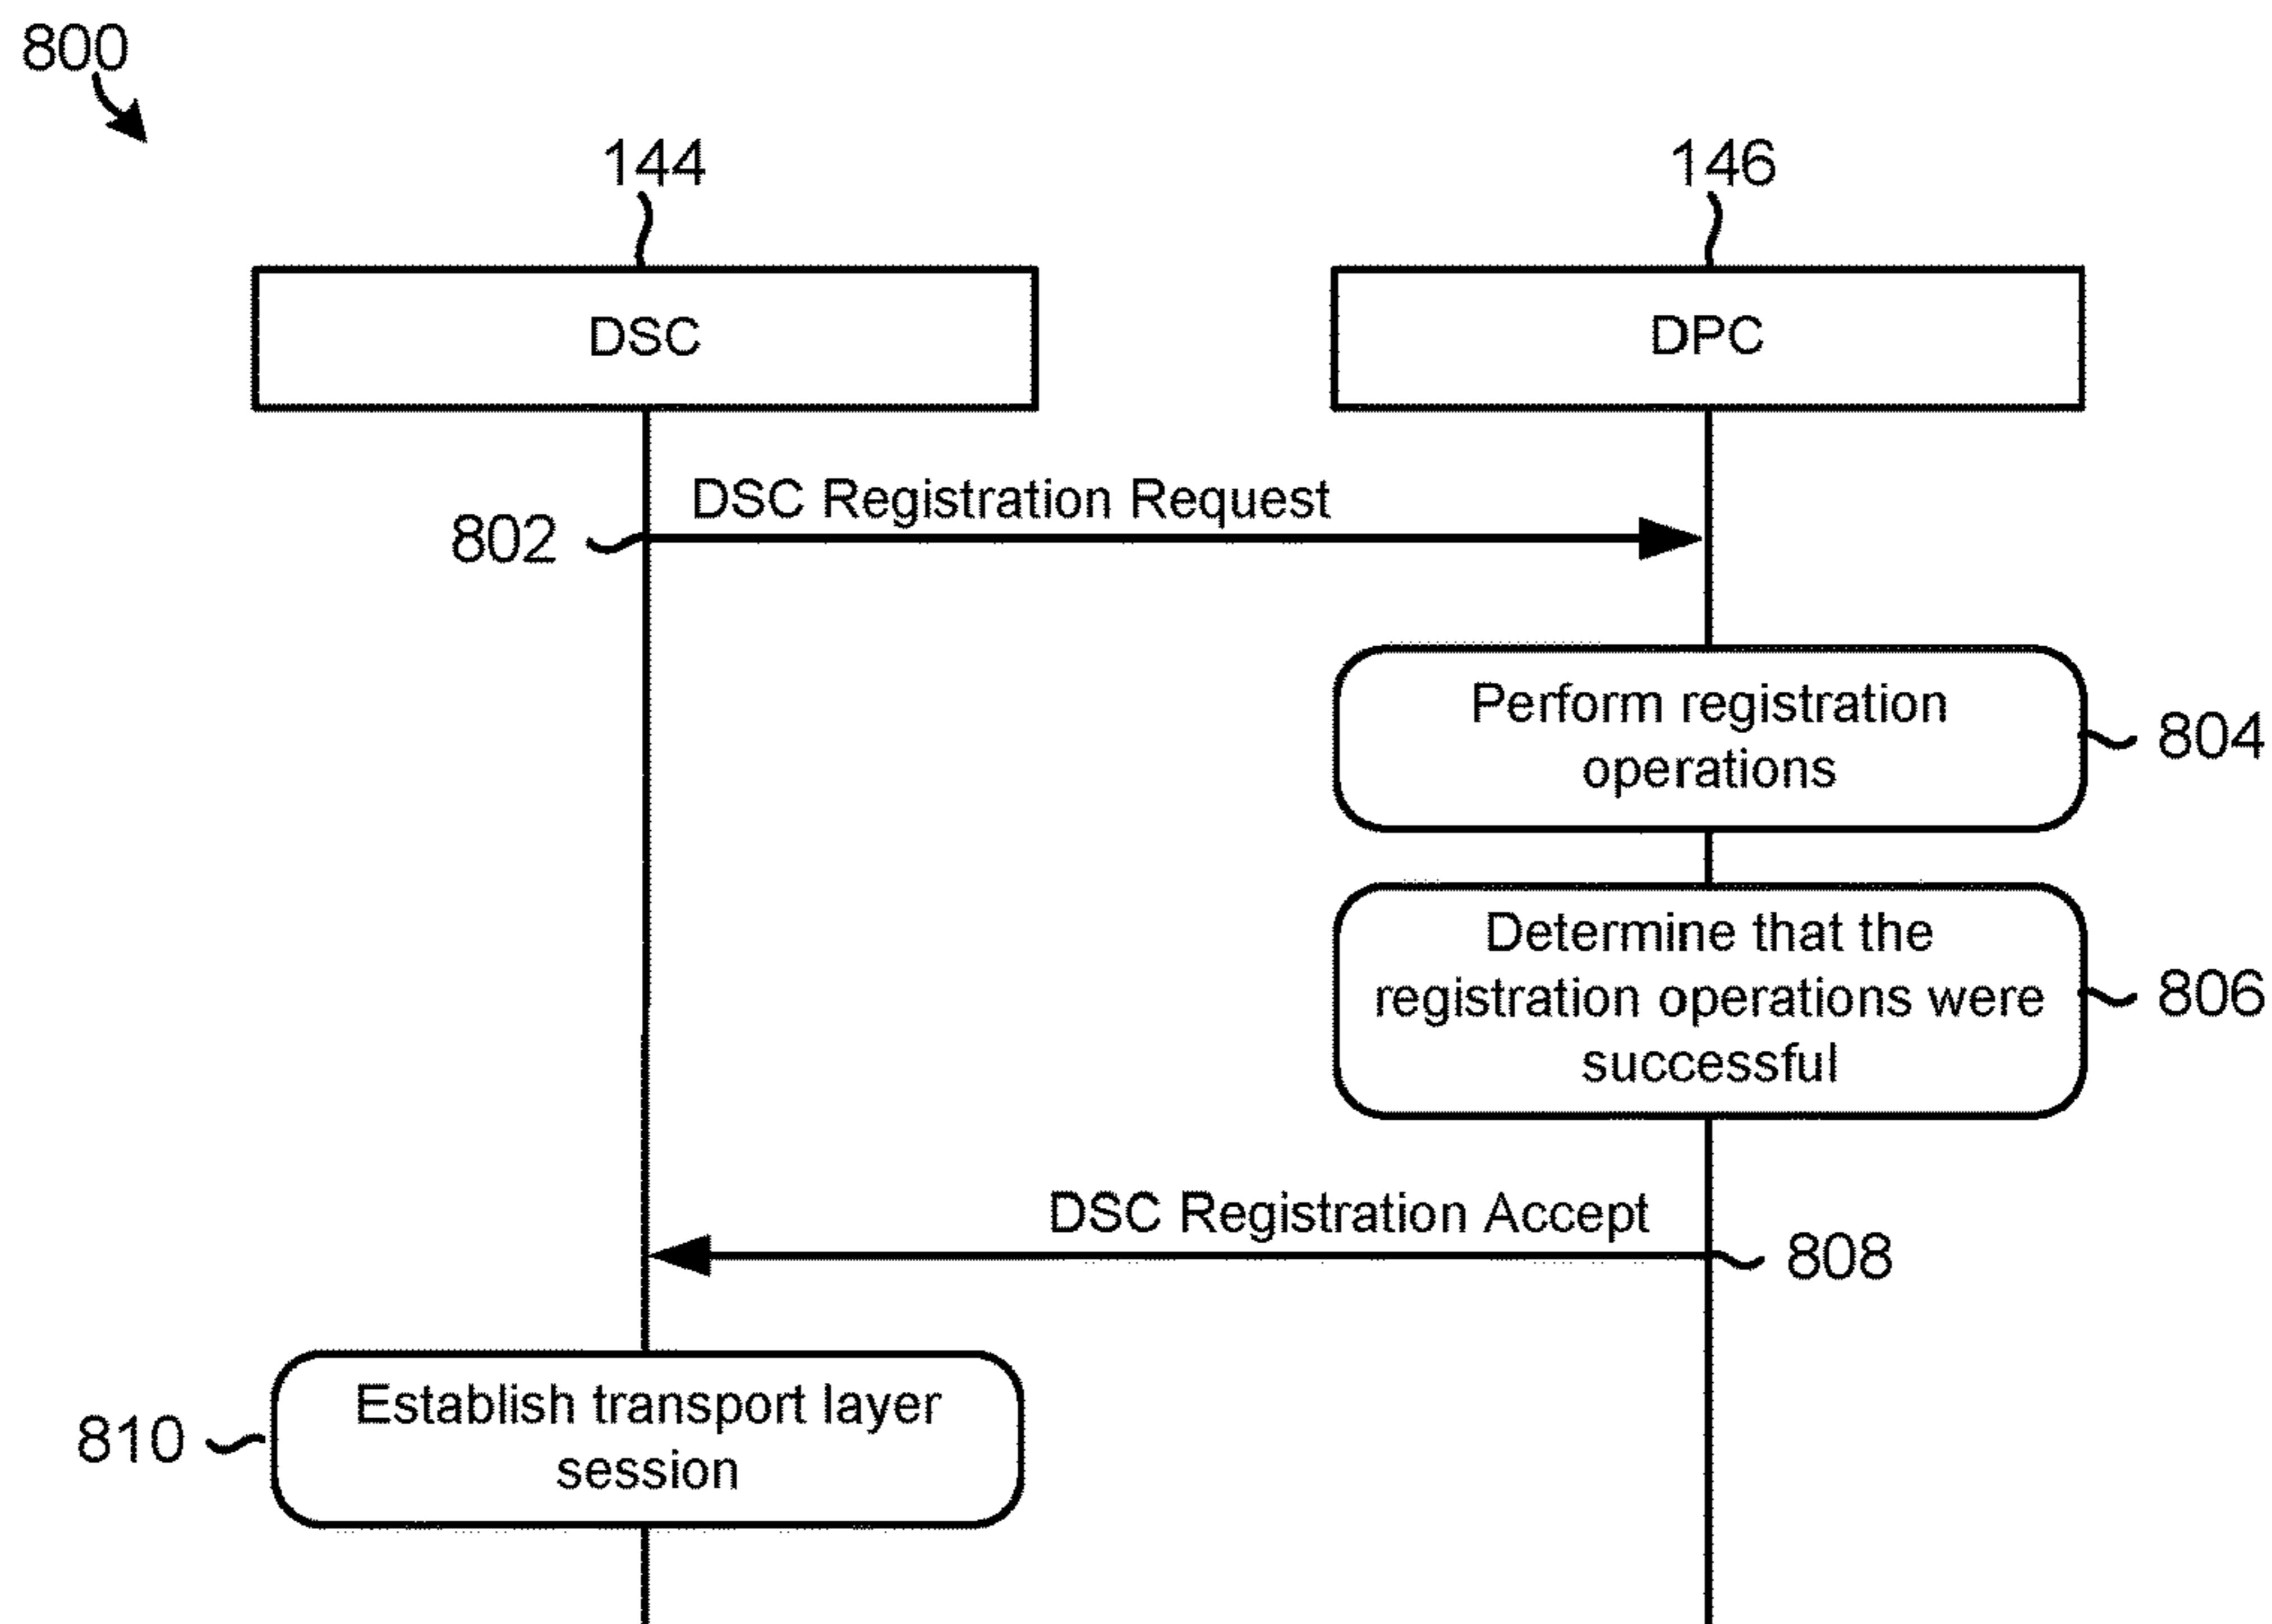 800
144
146
DSC
DPC
DSC Registration Request
802
Perform registration
operations
804
Determine that the
registration operations were
successful
806
DSC Registration Accept
808
Establish transport layer
session
810